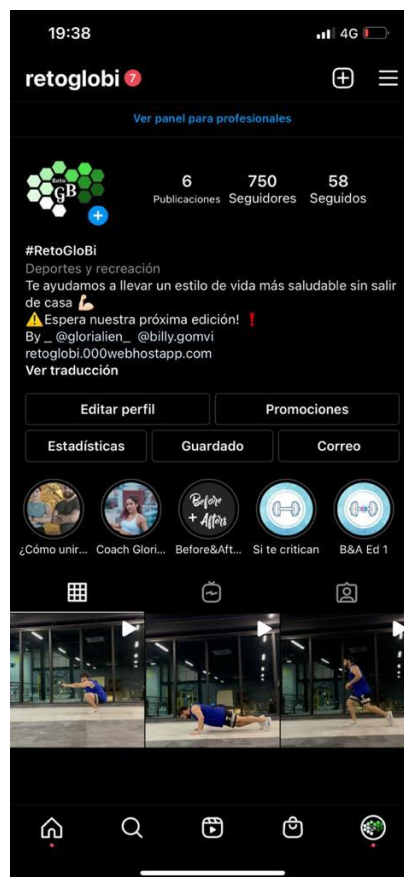 19:38
4G
retoglobi 7
Ver panel para profesionales
Reto
GB
6
750
58
Publicaciones
Seguidores
Seguidos
#RetoGloBi
Deportes y recreación
Te ayudamos a llevar un estilo de vida más saludable sin salir
de casa 💪🏻
⚠️Espera nuestra próxima edición! ❗
By _ @glorialien_ @billy.gomvi
retoglobi.000webhostapp.com
Ver traducción
Editar perfil
Promociones
Estadísticas
Guardado
Correo
Before
+ Afters
¿Cómo unir...
Coach Glori...
Before&Aft...
Si te critican
B&A Ed 1